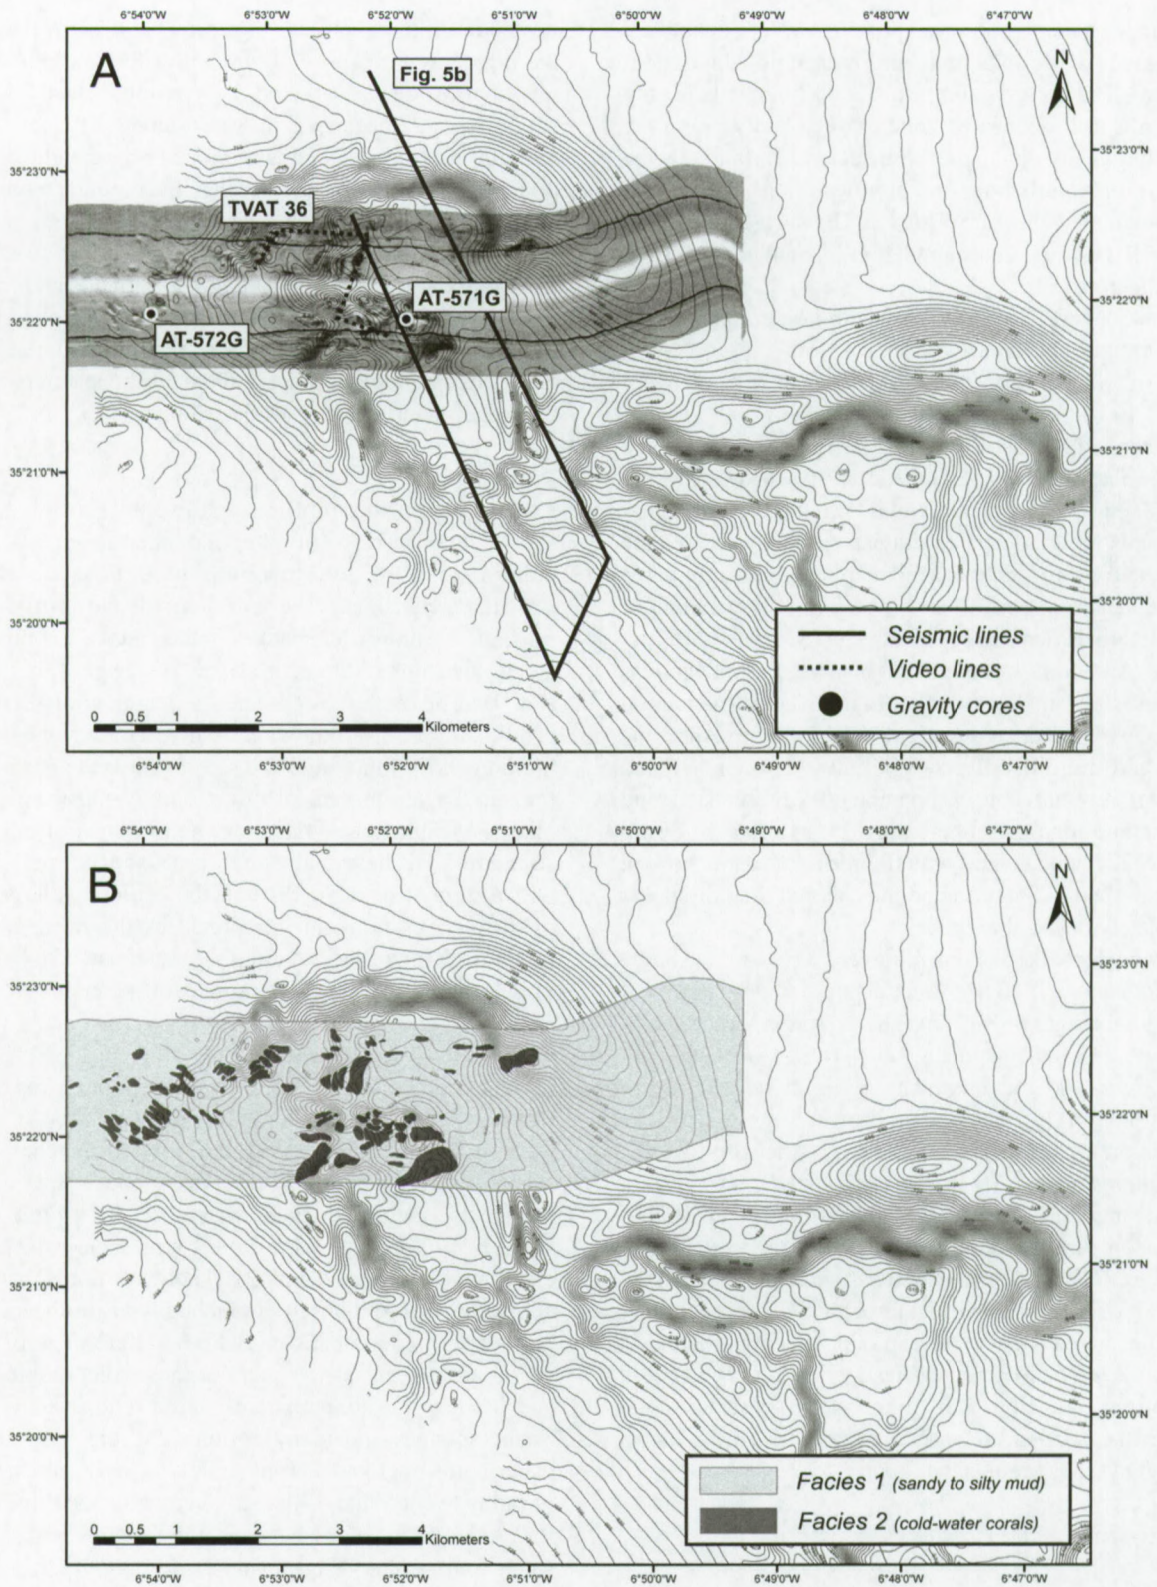 6°54'0"W 6°53'0"W 6°52'0"W 6°51'0"W 6°50'0"W 6°49'0"W 6°48'0"W 6°47'0"W
A
Fig. 5b
N
35°23'0"N
35°23'0"N
TVAT 36
AT-571G
35°22'0"N
35°22'0"N
AT-572G
35°21'0"N
35°21'0"N
35°20'0"N
35°20'0"N
Seismic lines
Video lines
Gravity cores
0 0.5 1 2 3 4
Kilometers
6°54'0"W 6°53'0"W 6°52'0"W 6°51'0"W 6°50'0"W 6°49'0"W 6°48'0"W 6°47'0"W
6°54'0"W 6°53'0"W 6°52'0"W 6°51'0"W 6°50'0"W 6°49'0"W 6°48'0"W 6°47'0"W
B
N
35°23'0"N
35°23'0"N
35°22'0"N
35°22'0"N
35°21'0"N
35°21'0"N
35°20'0"N
35°20'0"N
Facies 1 (sandy to silty mud)
Facies 2 (cold-water corals)
0 0.5 1 2 3 4
Kilometers
6°54'0"W 6°53'0"W 6°52'0"W 6°51'0"W 6°50'0"W 6°49'0"W 6°48'0"W 6°47'0"W